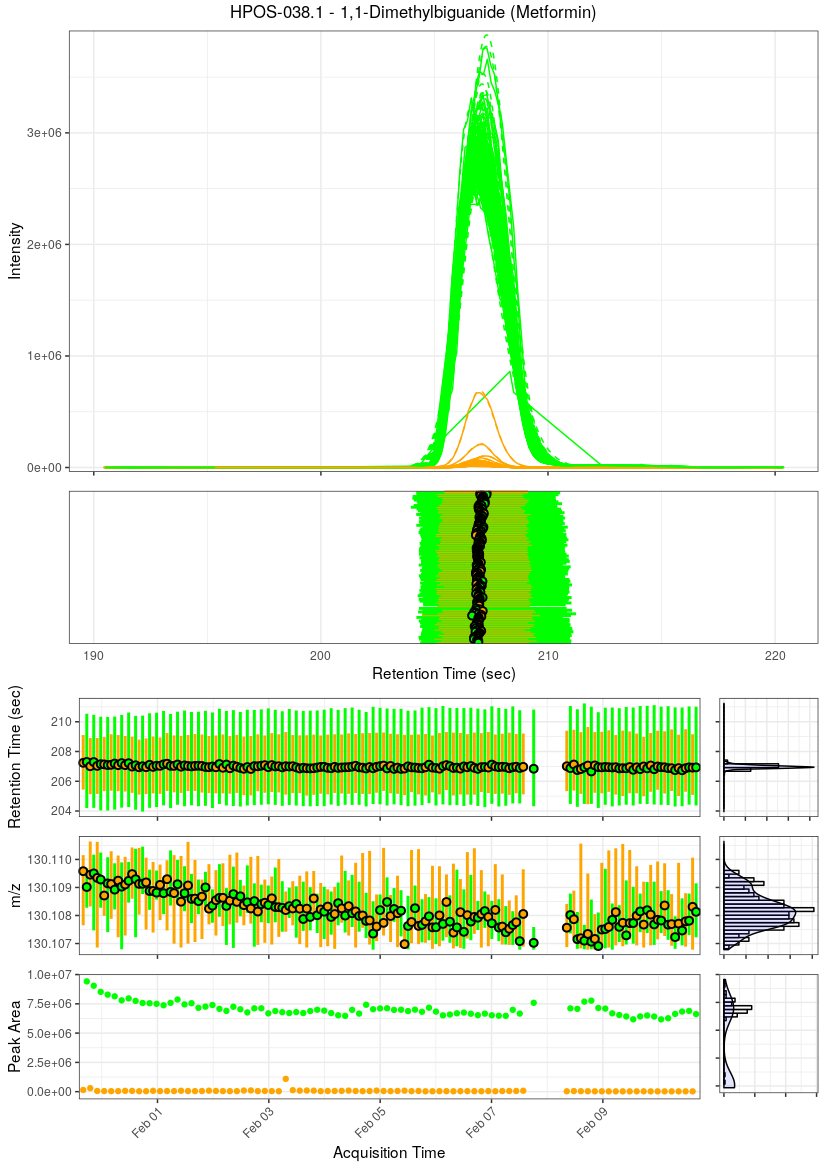 HPOS-038.1 - 1,1-Dimethylbiguanide (Metformin)
Intensity
3e+06
2e+06
1e+06
0e+00
190
200
210
220
Retention Time (sec)
Retention Time (sec)
210
208
206
204
m/z
130.110
130.109
130.108
130.107
Peak Area
1.0e+07
7.5e+06
5.0e+06
2.5e+06
0.0e+00
Feb 01
Feb 03
Feb 05
Feb 07
Feb 09
Acquisition Time